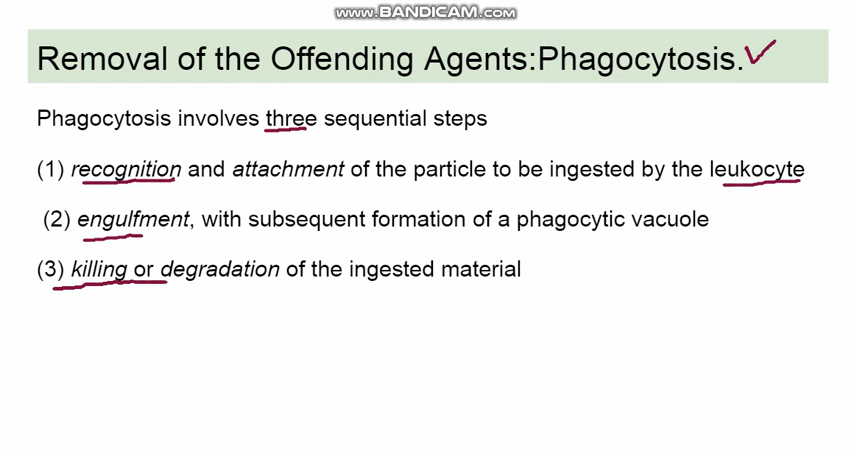 www.BANDICAM.com
Removal of the Offending Agents:Phagocytosis.
Phagocytosis involves three sequential steps
(1) recognition and attachment of the particle to be ingested by the leukocyte
(2) engulfment, with subsequent formation of a phagocytic vacuole
(3) killing or degradation of the ingested material